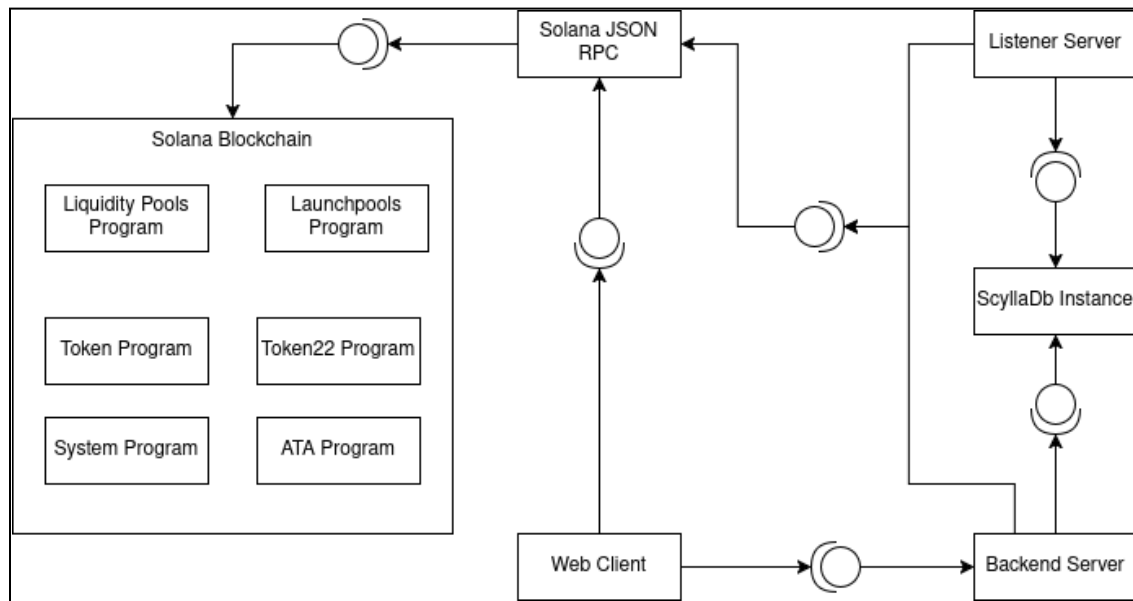 Solana JSON
RPC
Listener Server
Solana Blockchain
Liquidity Pools
Program
Launchpools
Program
ScyllaDb Instance
Token Program
Token22 Program
System Program
ATA Program
Web Client
Backend Server